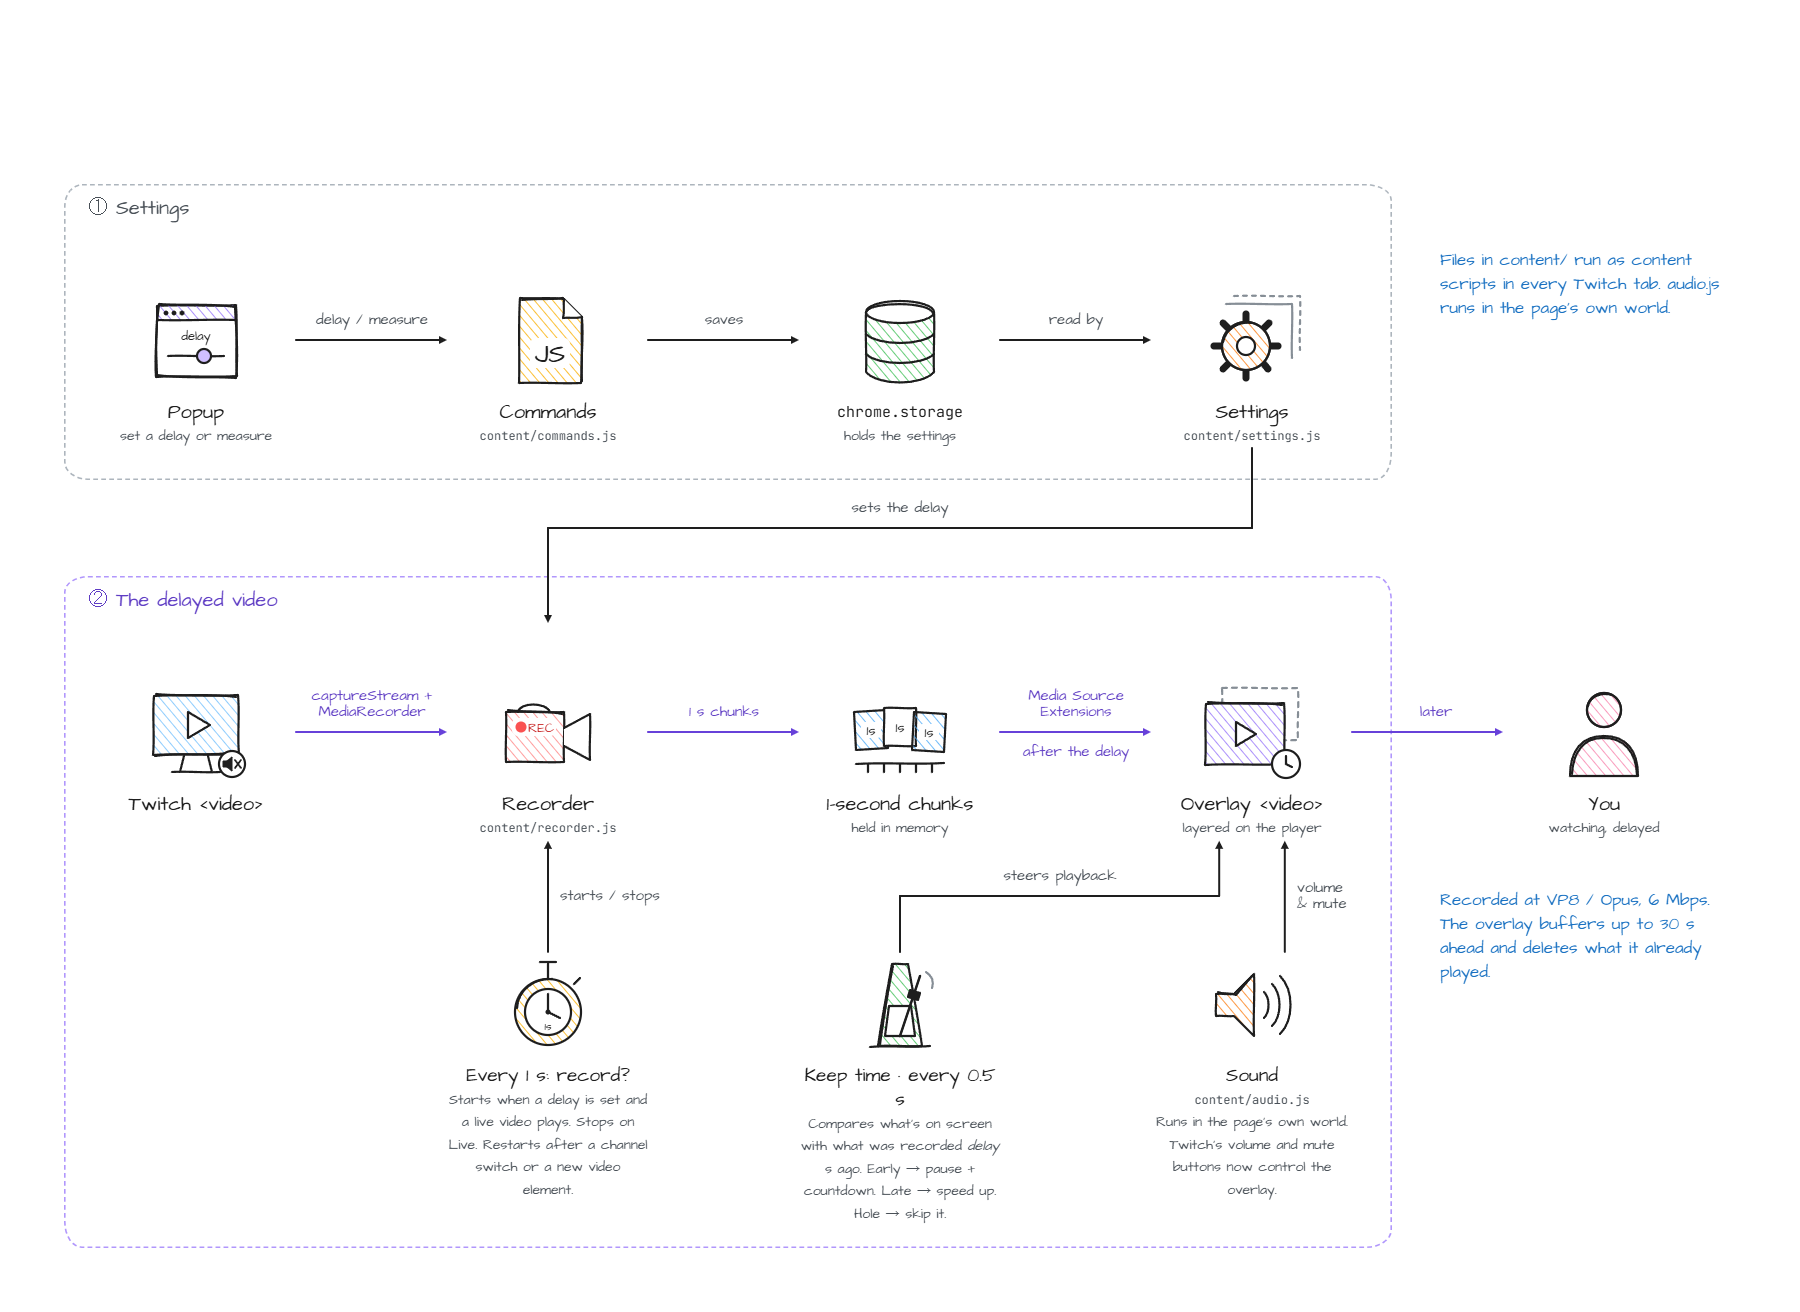 ① Settings
Files in content/ run as content
scripts in every Twitch tab. audio.js
runs in the page's own world.
delay
delay / measure
JS
saves
read by
Popup
set a delay or measure
Commands
content/commands.js
chrome.storage
holds the settings
Settings
content/settings.js
sets the delay
② The delayed video
captureStream +
MediaRecorder
REC
1 s chunks
1s
1s
1s
Media Source
Extensions
after the delay
later
Twitch <video>
Recorder
content/recorder.js
1-second chunks
held in memory
Overlay <video>
layered on the player
You
watching, delayed
starts / stops
steers playback
volume
& mute
Recorded at VP8 / Opus, 6 Mbps.
The overlay buffers up to 30 s
ahead and deletes what it already
played.
1s
Every 1 s: record?
Starts when a delay is set and
a live video plays. Stops on
Live. Restarts after a channel
switch or a new video
element.
Keep time · every 0.5
s
Compares what's on screen
with what was recorded delay
s ago. Early → pause +
countdown. Late → speed up.
Hole → skip it.
Sound
content/audio.js
Runs in the page's own world.
Twitch's volume and mute
buttons now control the
overlay.